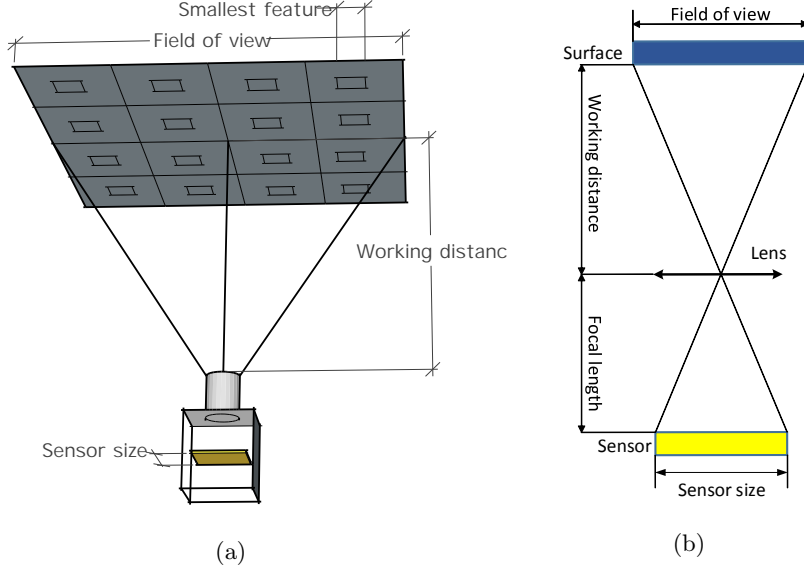 Smallest feature
Field of view
Working distanc
Sensor size
(a)
Field of view
Surface
Working distance
Lens
Focal length
Sensor
Sensor size
(b)